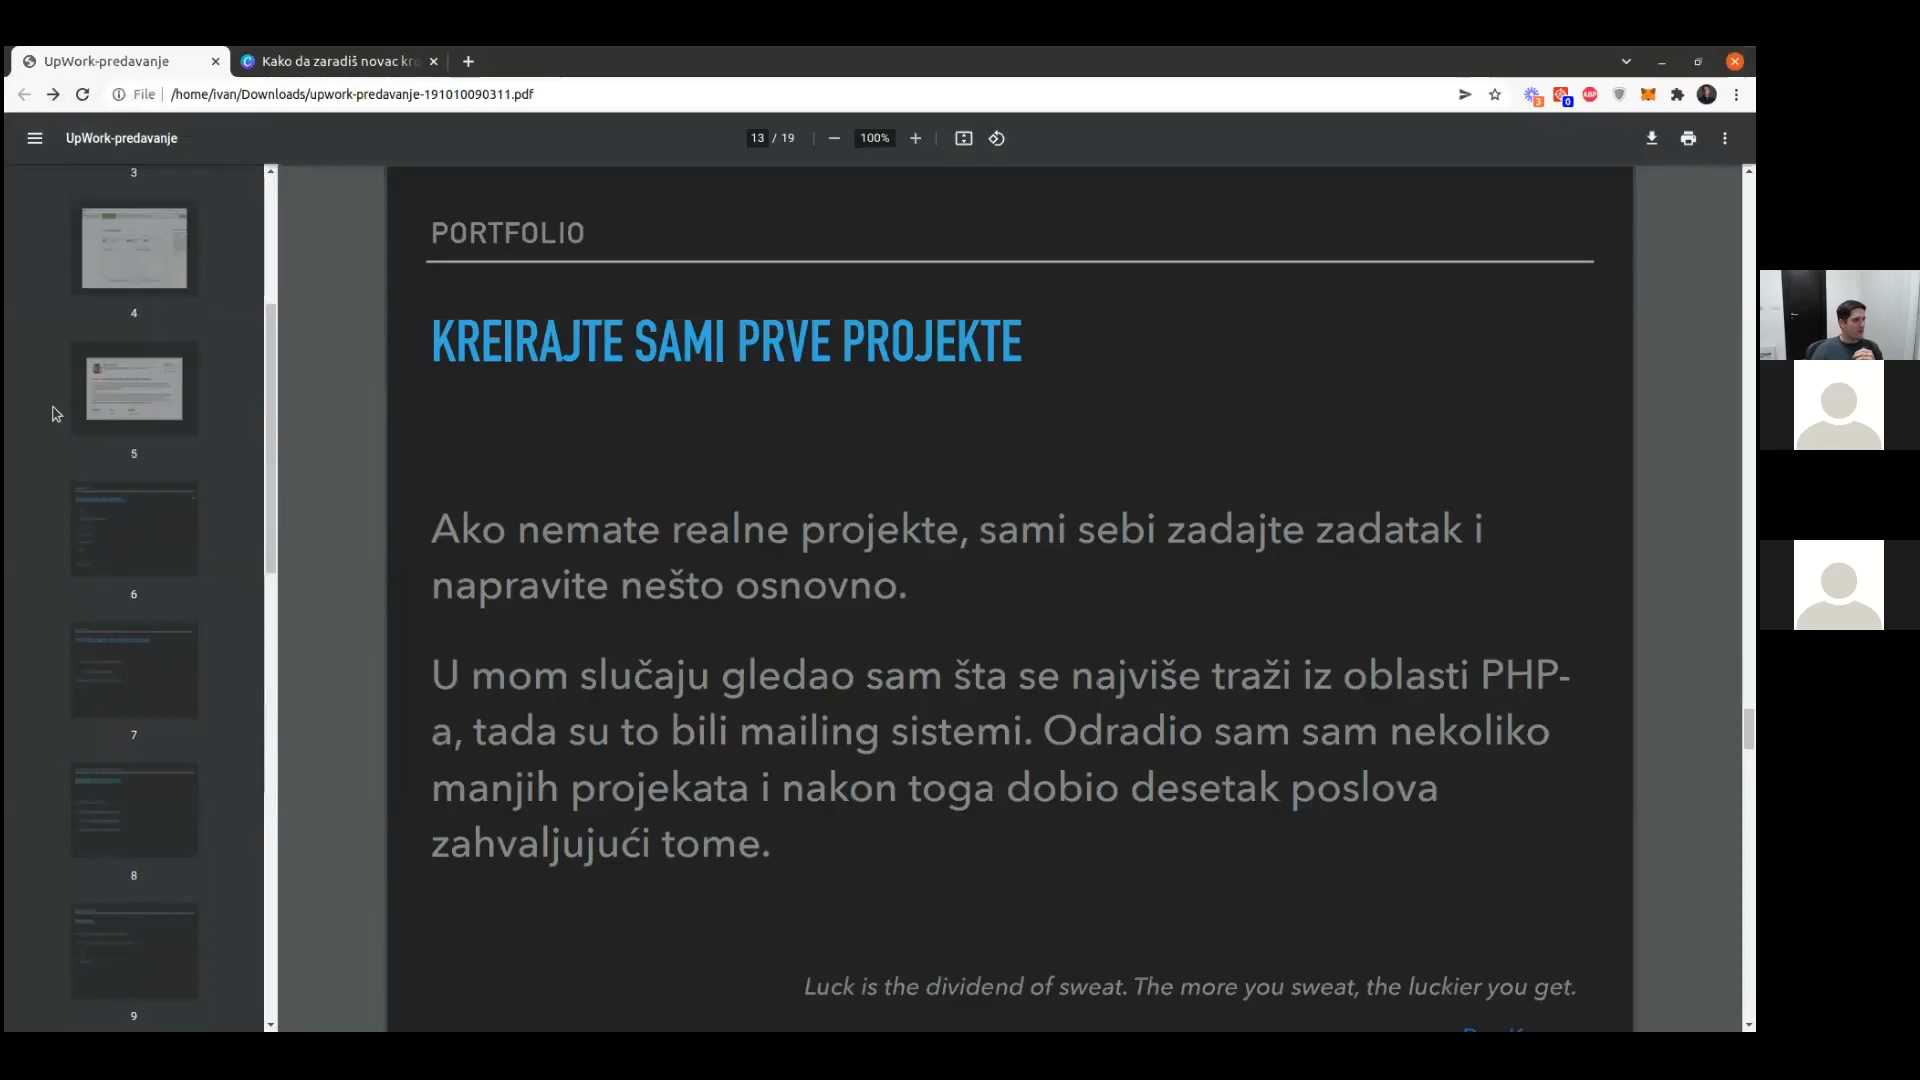 UpWork-predavanje
Kako da zaradiš novac kro
File
/home/ivan/Downloads/upwork-predavanje-191010090311.pdf
3
0
ABP
UpWork-predavanje
13 / 19
100%
3
4
5
6
7
8
9
PORTFOLIO
KREIRAJTE SAMI PRVE PROJEKTE
Ako nemate realne projekte, sami sebi zadajte zadatak i
napravite nešto osnovno.
U mom slučaju gledao sam šta se najviše traži iz oblasti PHP-
a, tada su to bili mailing sistemi. Odradio sam sam nekoliko
manjih projekata i nakon toga dobio desetak poslova
zahvaljujući tome.
Luck is the dividend of sweat. The more you sweat, the luckier you get.